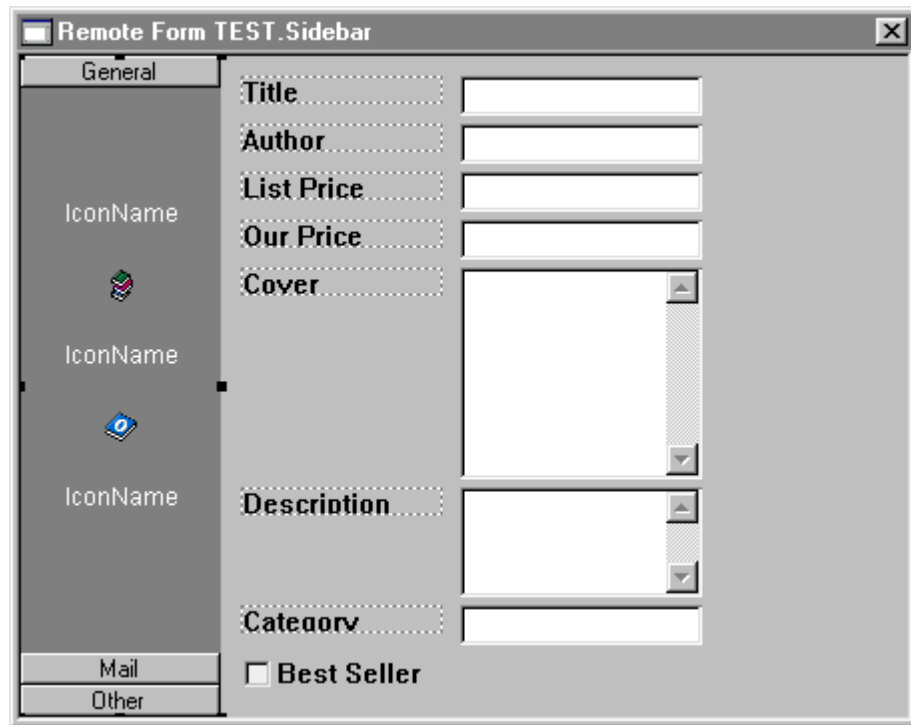 Remote Form TEST.Sidebar
General
IconName
IconName
IconName
Mail
Other
Title
Author
List Price
Our Price
Cover
Description
Category
Best Seller